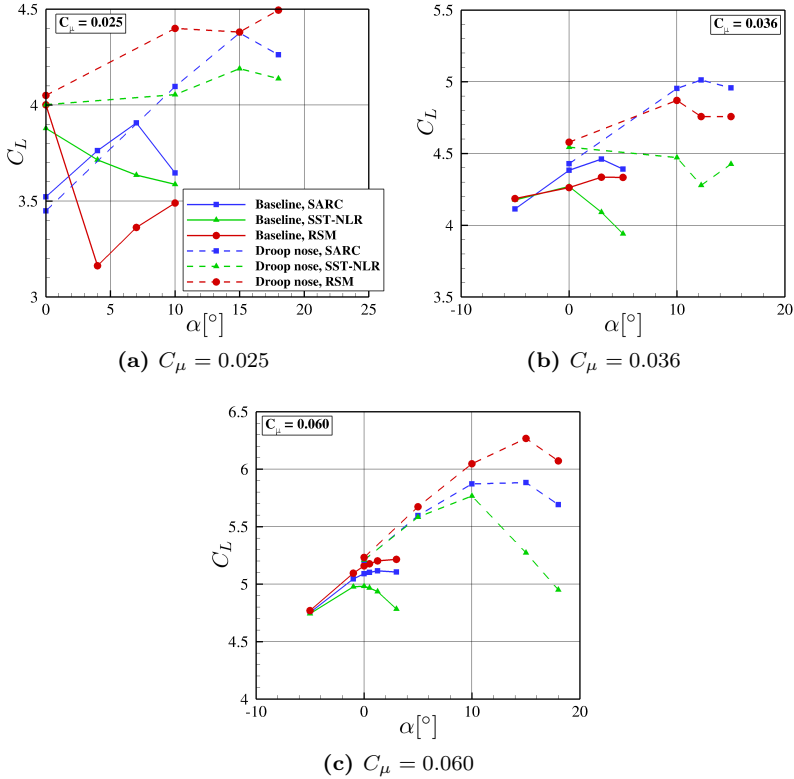 4.5
C_μ = 0.025
4
C_L
3.5
Baseline, SARC
Baseline, SST-NLR
Baseline, RSM
Droop nose, SARC
Droop nose, SST-NLR
Droop nose, RSM
3
0 5 10 15 20 25
α[°]
(a) C_μ = 0.025
5.5
C_μ = 0.036
5
C_L
4.5
4
3.5
-10 0 10 20
α[°]
(b) C_μ = 0.036
6.5
C_μ = 0.060
6
5.5
C_L
5
4.5
4
-10 0 10 20
α[°]
(c) C_μ = 0.060